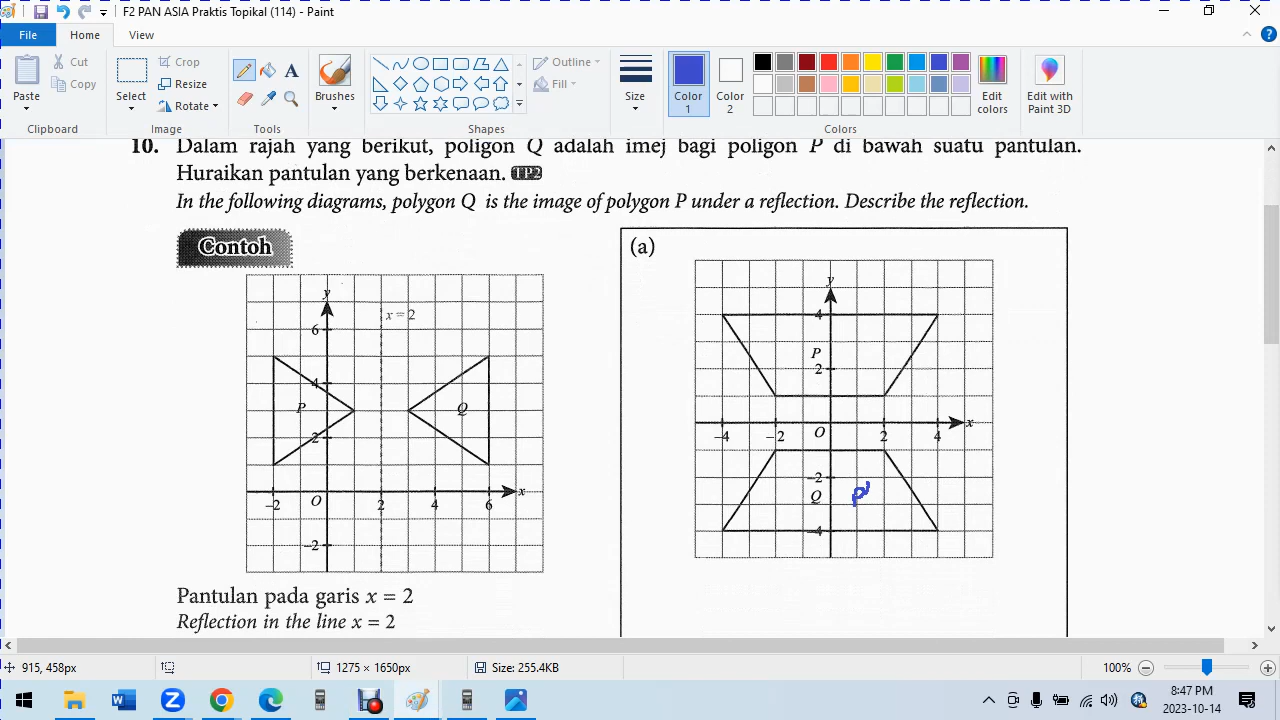 F2 PAN ASIA Praktis Topikal (114) - Paint
File Home View
Paste
Cut
Copy
Clipboard
Select
Crop
Resize
Rotate
Image
A
Tools
Brushes
Shapes
Outline
Fill
Size
Color 1
Color 2
Edit colors
Edit with Paint 3D
Colors
10. Dalam rajah yang berikut, poligon Q adalah imej bagi poligon P di bawah suatu pantulan.
Huraikan pantulan yang berkenaan. TP2
In the following diagrams, polygon Q is the image of polygon P under a reflection. Describe the reflection.
Contoh
y
x = 2
6
4
P
Q
2
O
x
−2 2 4 6
−2
Pantulan pada garis x = 2
Reflection in the line x = 2
(a)
y
4
P
2
x
−4 −2 O 2 4
−2
Q
P'
−4
915, 458px
1275 × 1650px
Size: 255.4KB
100%
8:47 PM
2023-10-14